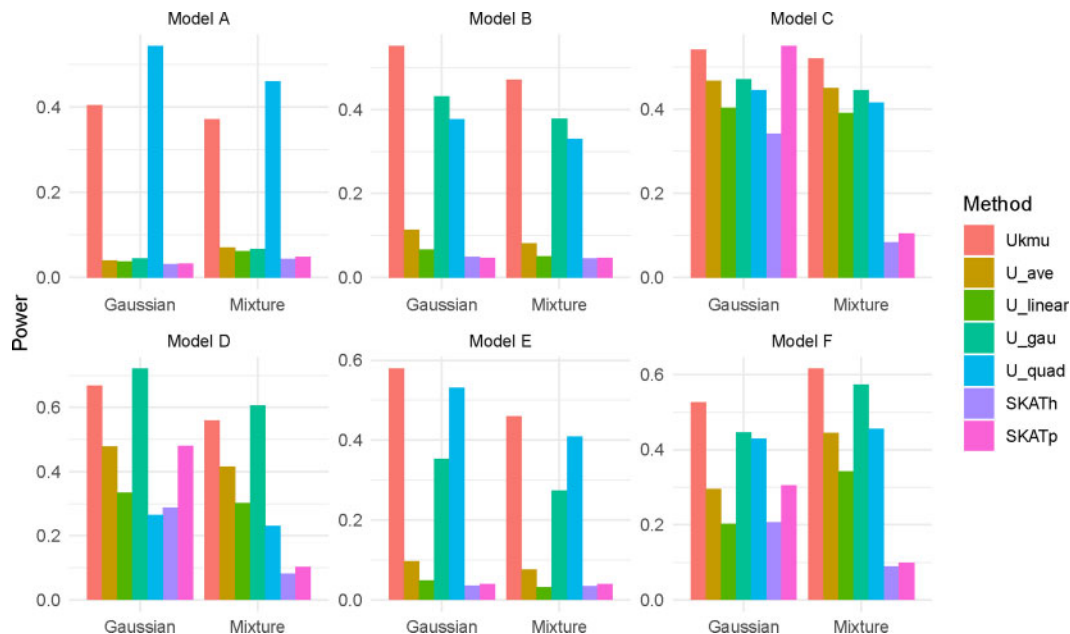 Model A
Model B
Model C
0.4
0.2
0.0
0.4
0.2
0.0
0.4
0.2
0.0
Gaussian
Mixture
Gaussian
Mixture
Gaussian
Mixture
Power
Model D
Model E
Model F
0.6
0.4
0.2
0.0
0.6
0.4
0.2
0.0
0.6
0.4
0.2
0.0
Gaussian
Mixture
Gaussian
Mixture
Gaussian
Mixture
Method
Ukmu
U_ave
U_linear
U_gau
U_quad
SKATh
SKATp